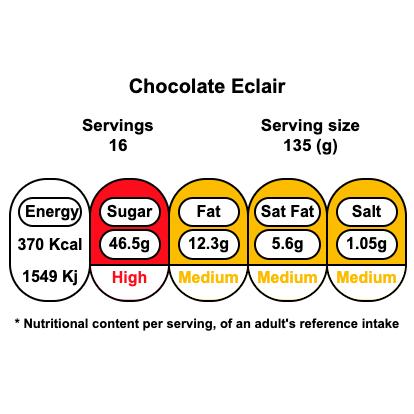 Chocolate Eclair
Servings Serving size
16 135 (g)
Energy Sugar Fat Sat Fat Salt
370 Kcal 46.5g 12.3g 5.6g 1.05g
1549 Kj High Medium Medium Medium
* Nutritional content per serving, of an adult's reference intake